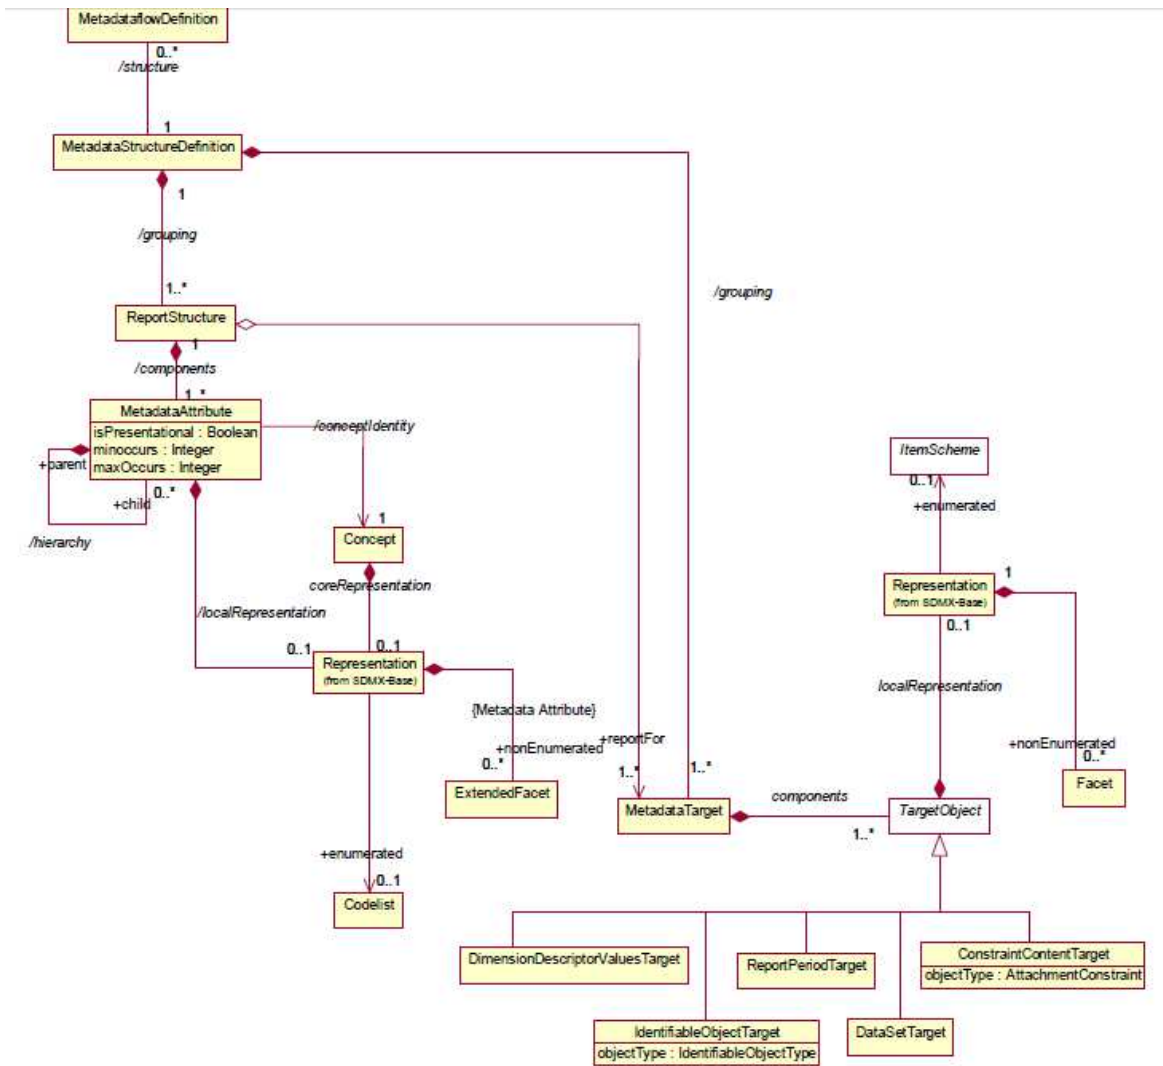 MetadataflowDefinition
0..*
/structure
1
MetadataStructureDefinition
1
/grouping
1..*
/grouping
ReportStructure
1
/components
1..*
MetadataAttribute
isPresentational : Boolean
minoccurs : Integer
maxOccurs : Integer
/conceptIdentity
+parent
0..*
+child
/hierarchy
1
Concept
coreRepresentation
/localRepresentation
0..1
0..1
Representation
(from SDMX-Base)
{Metadata Attribute}
+nonEnumerated
0..*
ExtendedFacet
+enumerated
0..1
Codelist
ItemScheme
0..1
+enumerated
Representation
(from SDMX-Base)
1
0..1
localRepresentation
+nonEnumerated
0..*
Facet
+reportFor
1..*
1..*
MetadataTarget
components
1..*
TargetObject
DimensionDescriptorValuesTarget
ReportPeriodTarget
ConstraintContentTarget
objectType : AttachmentConstraint
IdentifiableObjectTarget
objectType : IdentifiableObjectType
DataSetTarget